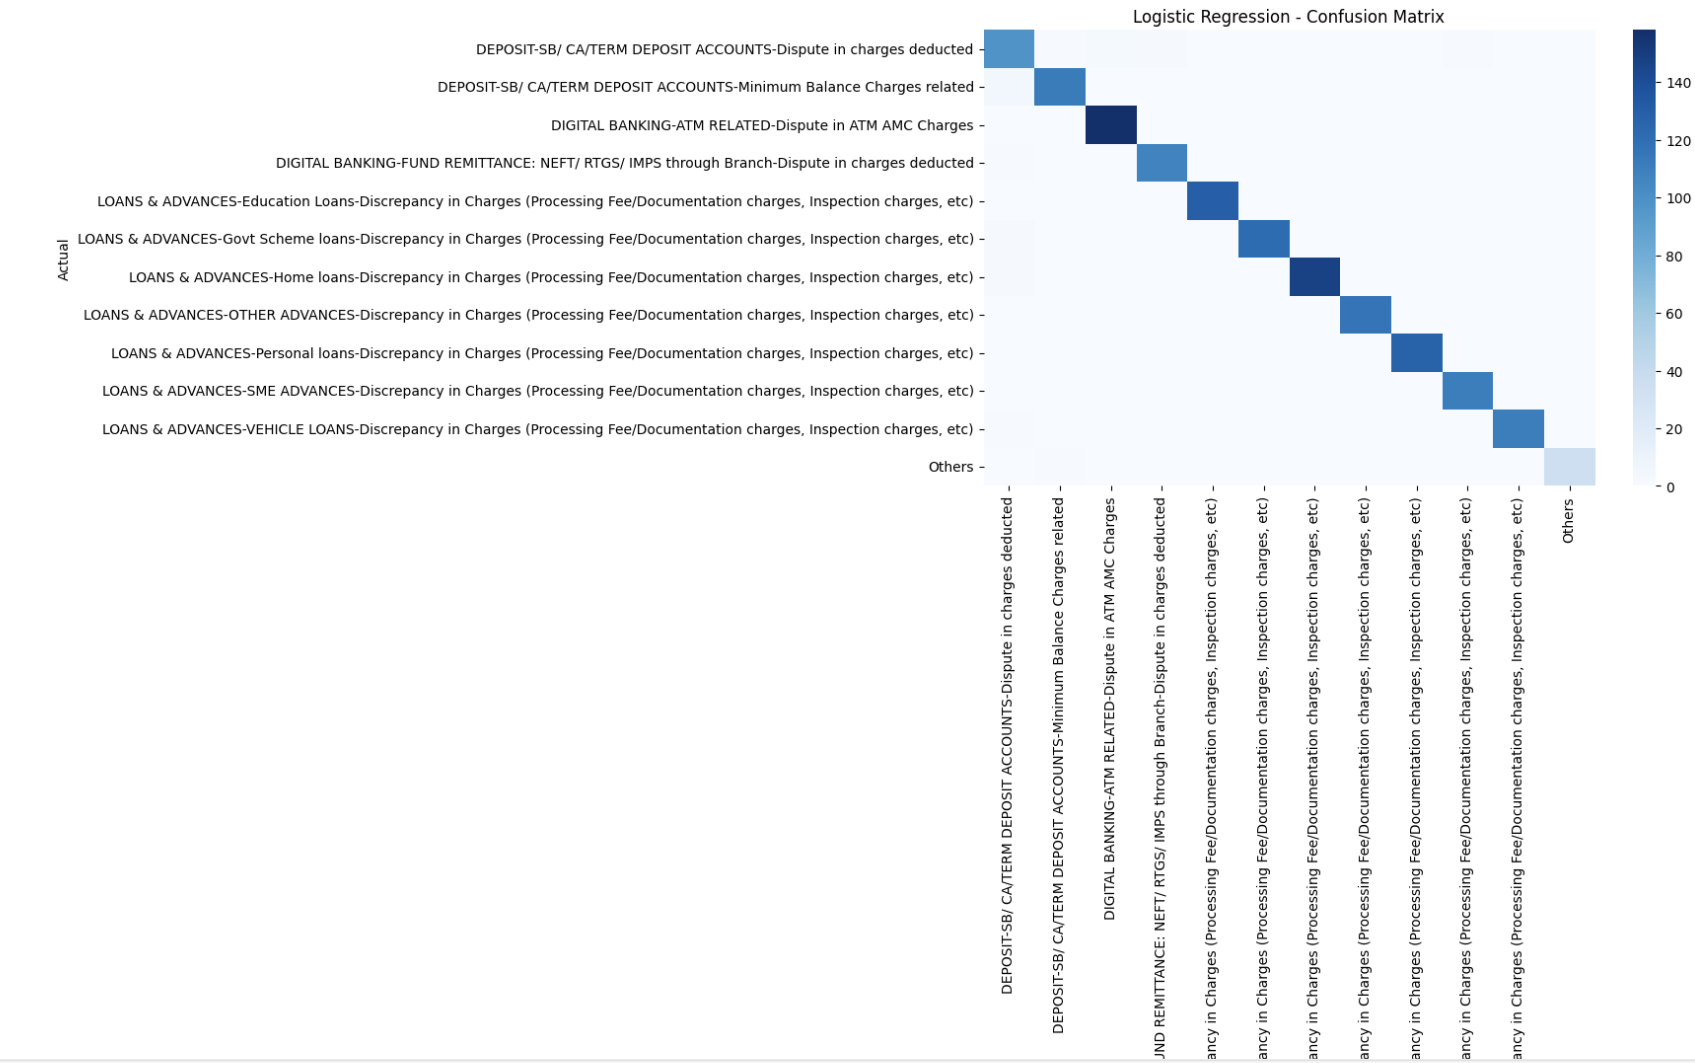 Logistic Regression - Confusion Matrix
DEPOSIT-SB/ CA/TERM DEPOSIT ACCOUNTS-Dispute in charges deducted
DEPOSIT-SB/ CA/TERM DEPOSIT ACCOUNTS-Minimum Balance Charges related
DIGITAL BANKING-ATM RELATED-Dispute in ATM AMC Charges
DIGITAL BANKING-FUND REMITTANCE: NEFT/ RTGS/ IMPS through Branch-Dispute in charges deducted
LOANS & ADVANCES-Education Loans-Discrepancy in Charges (Processing Fee/Documentation charges, Inspection charges, etc)
LOANS & ADVANCES-Govt Scheme loans-Discrepancy in Charges (Processing Fee/Documentation charges, Inspection charges, etc)
LOANS & ADVANCES-Home loans-Discrepancy in Charges (Processing Fee/Documentation charges, Inspection charges, etc)
LOANS & ADVANCES-OTHER ADVANCES-Discrepancy in Charges (Processing Fee/Documentation charges, Inspection charges, etc)
LOANS & ADVANCES-Personal loans-Discrepancy in Charges (Processing Fee/Documentation charges, Inspection charges, etc)
LOANS & ADVANCES-SME ADVANCES-Discrepancy in Charges (Processing Fee/Documentation charges, Inspection charges, etc)
LOANS & ADVANCES-VEHICLE LOANS-Discrepancy in Charges (Processing Fee/Documentation charges, Inspection charges, etc)
Others
Actual
140
120
100
80
60
40
20
0
DEPOSIT-SB/ CA/TERM DEPOSIT ACCOUNTS-Dispute in charges deducted
DEPOSIT-SB/ CA/TERM DEPOSIT ACCOUNTS-Minimum Balance Charges related
DIGITAL BANKING-ATM RELATED-Dispute in ATM AMC Charges
UND REMITTANCE: NEFT/ RTGS/ IMPS through Branch-Dispute in charges deducted
ancy in Charges (Processing Fee/Documentation charges, Inspection charges, etc)
ancy in Charges (Processing Fee/Documentation charges, Inspection charges, etc)
ancy in Charges (Processing Fee/Documentation charges, Inspection charges, etc)
ancy in Charges (Processing Fee/Documentation charges, Inspection charges, etc)
ancy in Charges (Processing Fee/Documentation charges, Inspection charges, etc)
ancy in Charges (Processing Fee/Documentation charges, Inspection charges, etc)
ancy in Charges (Processing Fee/Documentation charges, Inspection charges, etc)
Others